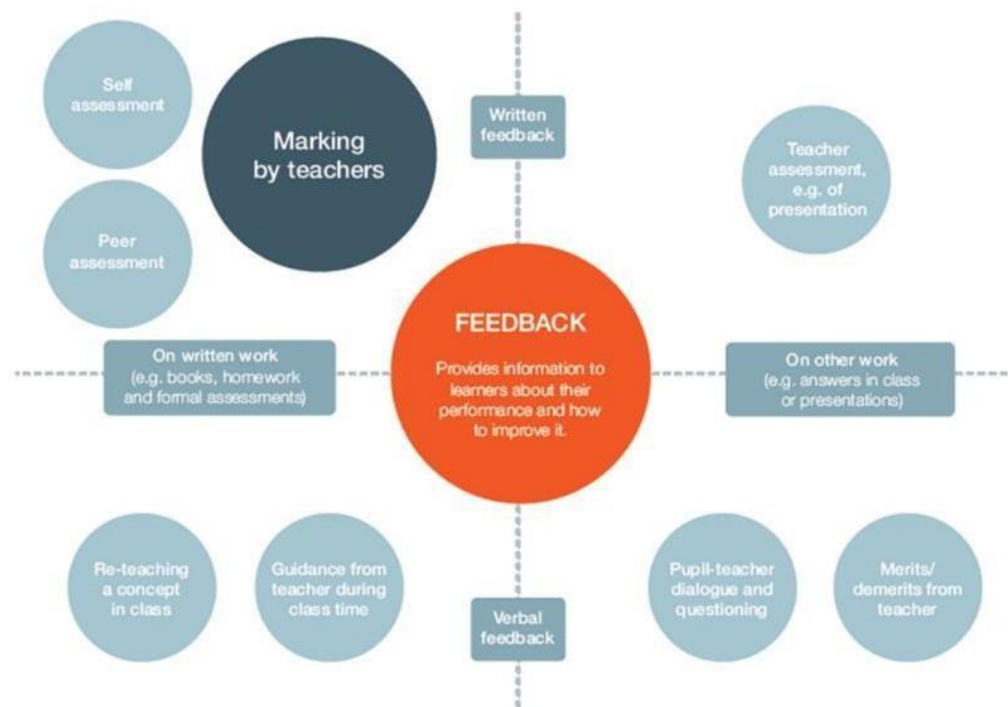 Self
assessment
Marking
by teachers
Written
feedback
Teacher
assessment,
e.g. of
presentation
Peer
assessment
FEEDBACK
Provides information to
learners about their
performance and how
to improve it.
On written work
(e.g. books, homework
and formal assessments)
On other work
(e.g. answers in class
or presentations)
Re-teaching
a concept
in class
Guidance from
teacher during
class time
Verbal
feedback
Pupil-teacher
dialogue and
questioning
Merits/
demerits from
teacher